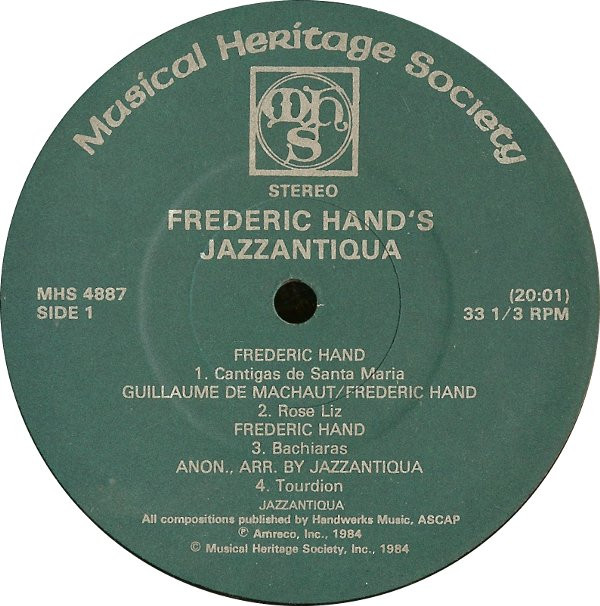 Musical Heritage Society
mhs
STEREO
FREDERIC HAND'S
JAZZANTIQUA
MHS 4887
SIDE 1
(20:01)
33 1/3 RPM
FREDERIC HAND
1. Cantigas de Santa Maria
GUILLAUME DE MACHAUT/FREDERIC HAND
2. Rose Liz
FREDERIC HAND
3. Bachiaras
ANON., ARR. BY JAZZANTIQUA
4. Tourdion
JAZZANTIQUA
All compositions published by Handwerks Music, ASCAP
℗ Amreco, Inc., 1984
© Musical Heritage Society, Inc., 1984